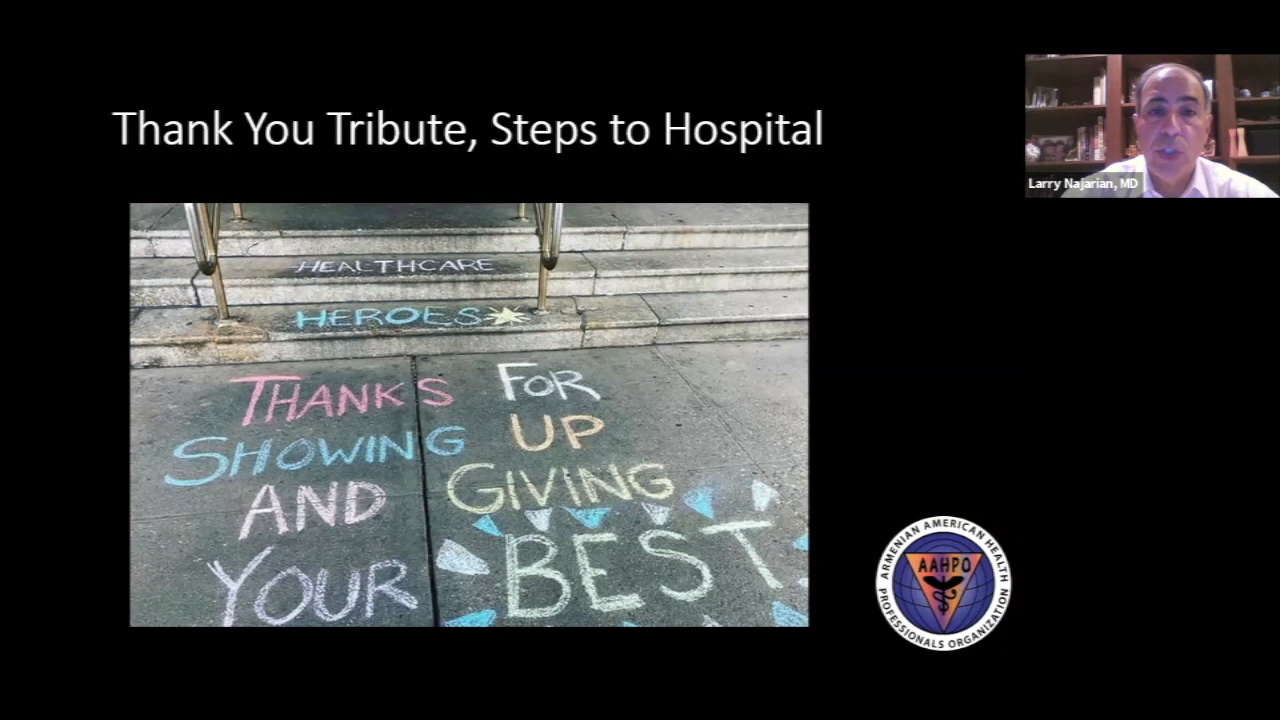 Thank You Tribute, Steps to Hospital
Larry Najarian, MD
HEALTHCARE
HEROES
THANKS FOR
SHOWING UP
AND GIVING
YOUR BEST
ARMENIAN AMERICAN HEALTH
AAHPO
PROFESSIONALS ORGANIZATION